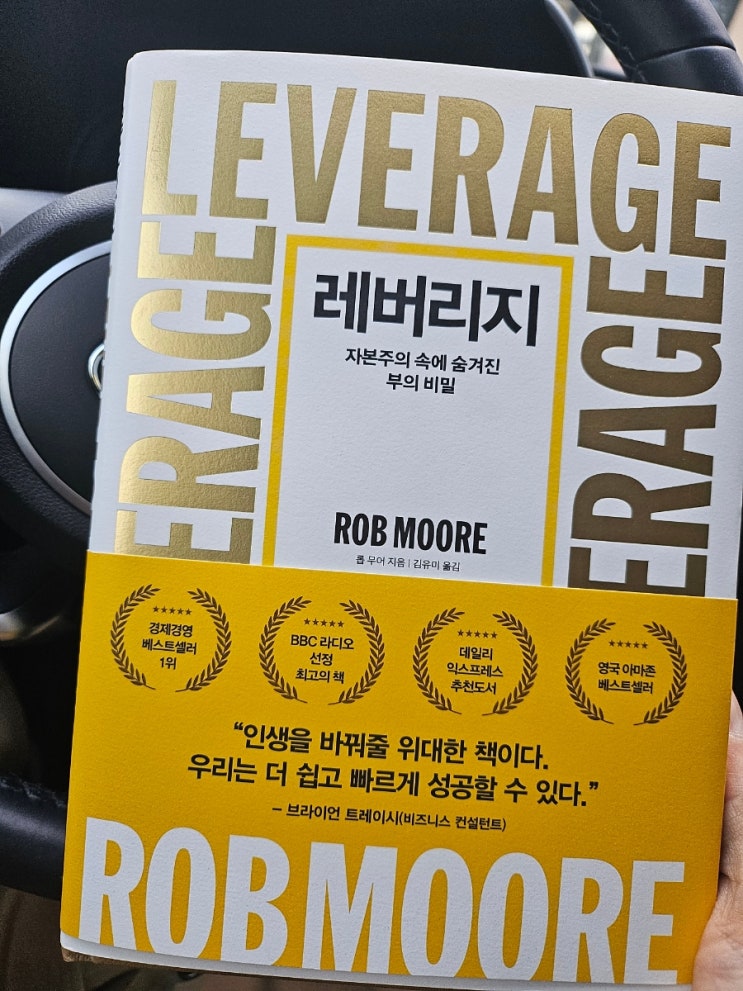 LEVERAGE
ERAGE
ERAGE
레버리지
자본주의 속에 숨겨진
부의 비밀
ROB MOORE
롭 무어 지음 | 김유미 옮김
★★★★★
경제경영
베스트셀러
1위
★★★★★
BBC 라디오
선정
최고의 책
★★★★★
데일리
익스프레스
추천도서
★★★★★
영국 아마존
베스트셀러
“인생을 바꿔줄 위대한 책이다.
우리는 더 쉽고 빠르게 성공할 수 있다.”
– 브라이언 트레이시(비즈니스 컨설턴트)
ROB MOORE